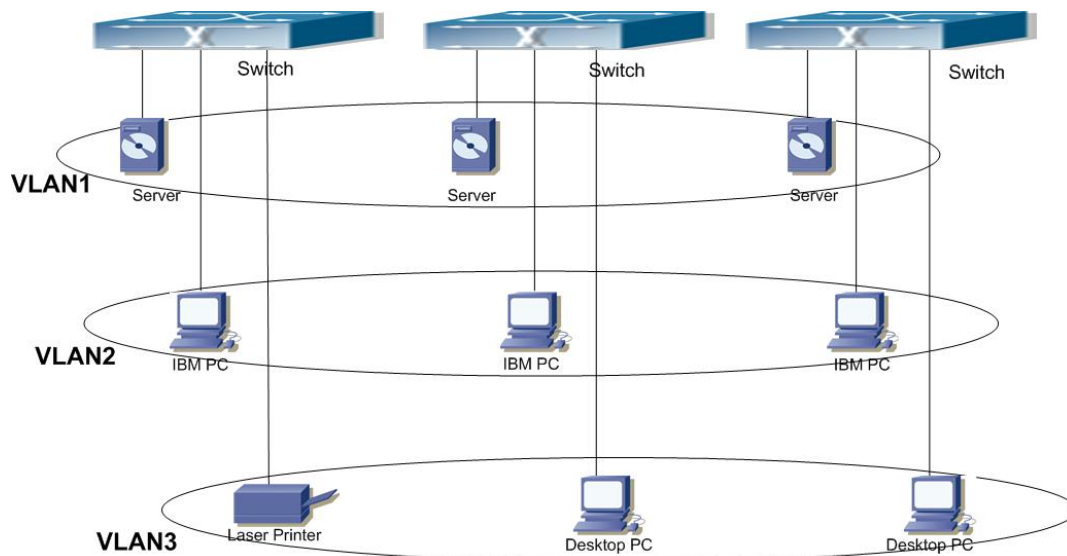 Switch
Switch
Switch
Server
Server
Server
VLAN1
IBM PC
IBM PC
IBM PC
VLAN2
Laser Printer
Desktop PC
Desktop PC
VLAN3